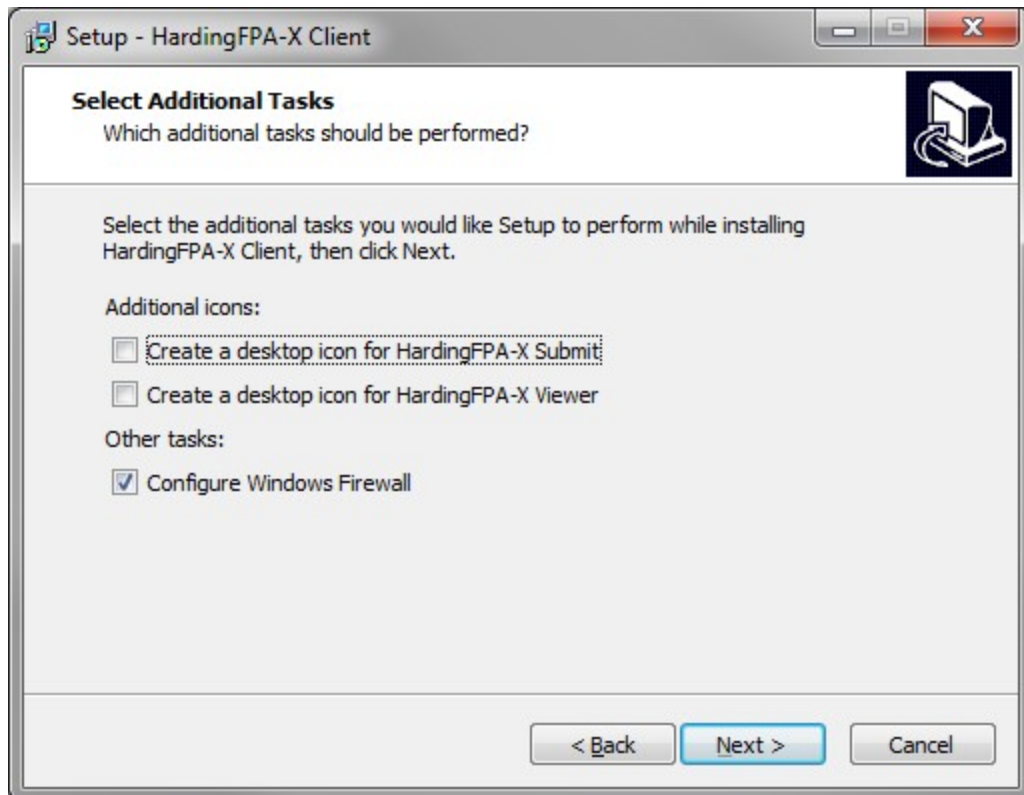 Setup - HardingFPA-X Client
Select Additional Tasks
Which additional tasks should be performed?
Select the additional tasks you would like Setup to perform while installing
HardingFPA-X Client, then click Next.
Additional icons:
Create a desktop icon for HardingFPA-X Submit
Create a desktop icon for HardingFPA-X Viewer
Other tasks:
Configure Windows Firewall
< Back
Next >
Cancel